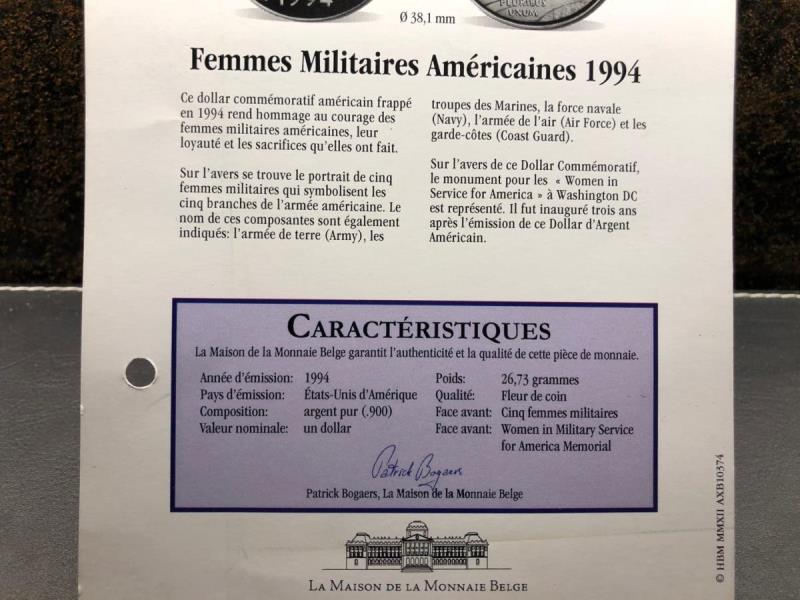 1994
PLURIBUS
UNUM
Ø 38,1 mm
Femmes Militaires Américaines 1994
Ce dollar commémoratif américain frappé
en 1994 rend hommage au courage des
femmes militaires américaines, leur
loyauté et les sacrifices qu'elles ont fait.
Sur l'avers se trouve le portrait de cinq
femmes militaires qui symbolisent les
cinq branches de l'armée américaine. Le
nom de ces composantes sont également
indiqués: l'armée de terre (Army), les
troupes des Marines, la force navale
(Navy), l'armée de l'air (Air Force) et les
garde-côtes (Coast Guard).
Sur l'avers de ce Dollar Commémoratif,
le monument pour les « Women in
Service for America » à Washington DC
est représenté. Il fut inauguré trois ans
après l'émission de ce Dollar d'Argent
Américain.
CARACTÉRISTIQUES
La Maison de la Monnaie Belge garantit l'authenticité et la qualité de cette pièce de monnaie.
Année d'émission: 1994
Pays d'émission: États-Unis d'Amérique
Composition: argent pur (.900)
Valeur nominale: un dollar
Poids: 26,73 grammes
Qualité: Fleur de coin
Face avant: Cinq femmes militaires
Face avant: Women in Military Service
for America Memorial
Patrick Bogaers
Patrick Bogaers, La Maison de la Monnaie Belge
LA MAISON DE LA MONNAIE BELGE
© HBM MMXII AXB10374